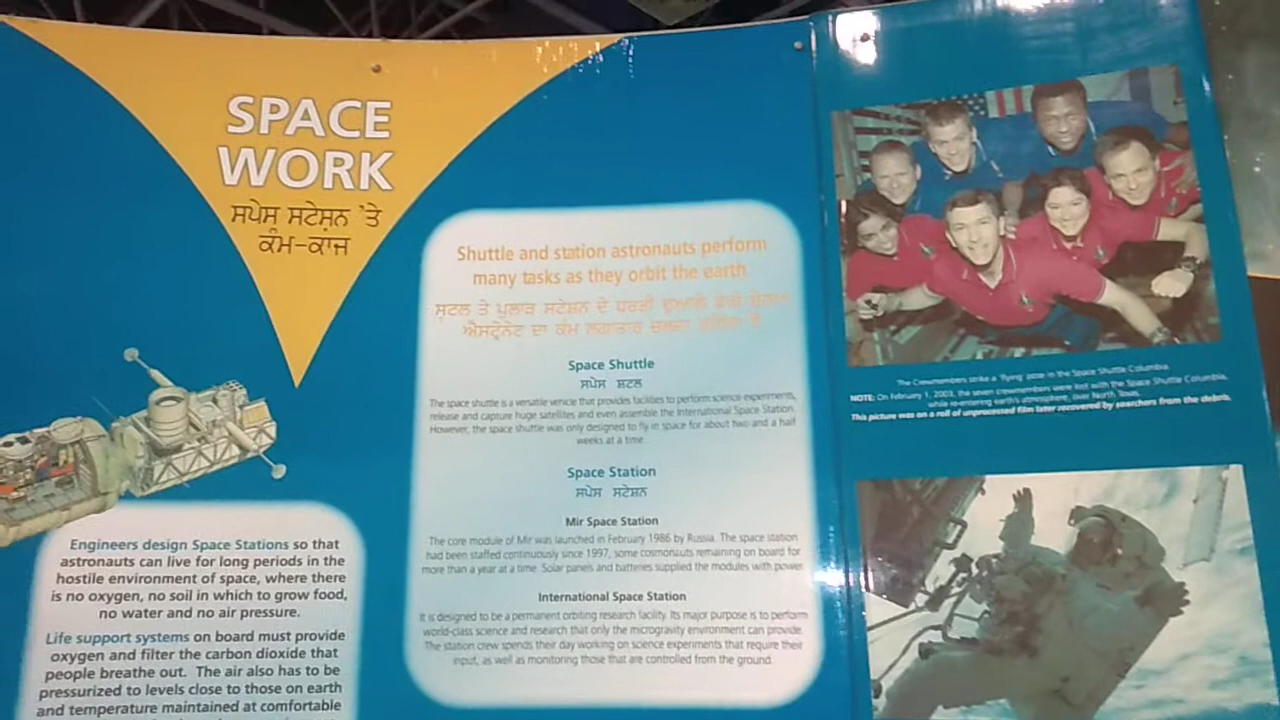 SPACE
WORK
ਸਪੇਸ ਸਟੇਸ਼ਨ 'ਤੇ
ਕੰਮ-ਕਾਜ
Engineers design Space Stations so that
astronauts can live for long periods in the
hostile environment of space, where there
is no oxygen, no soil in which to grow food,
no water and no air pressure.
Life support systems on board must provide
oxygen and filter the carbon dioxide that
people breathe out. The air also has to be
pressurized to levels close to those on earth
and temperature maintained at comfortable
Shuttle and station astronauts perform
many tasks as they orbit the earth
ਸ਼ਟਲ ਤੇ ਪੁਲਾੜ ਸਟੇਸ਼ਨ ਦੇ ਧਰਤੀ ਦੁਆਲੇ
ਐਸਟ੍ਰੋਨੋਟ ਦਾ ਕੰਮ ਲਗਾਤਾਰ ਚਲਦਾ ਰਹਿੰਦਾ ਹੈ
Space Shuttle
ਸਪੇਸ ਸ਼ਟਲ
The space shuttle is a versatile vehicle that provides facilities to perform science experiments,
release and capture huge satellites and even assemble the International Space Station.
However, the space shuttle was only designed to fly in space for about two and a half
weeks at a time.
Space Station
ਸਪੇਸ ਸਟੇਸ਼ਨ
Mir Space Station
The core module of Mir was launched in February 1986 by Russia. The space station
had been staffed continuously since 1997, some cosmonauts remaining on board for
more than a year at a time. Solar panels and batteries supplied the modules with power.
International Space Station
It is designed to be a permanent orbiting research facility. Its major purpose is to perform
world-class science and research that only the microgravity environment can provide.
The station crew spends their day working on science experiments that require their
input, as well as monitoring those that are controlled from the ground.
The Crewmembers strike a 'flying' pose in the Space Shuttle Columbia.
NOTE: On February 1, 2003, the seven crewmembers were lost with the Space Shuttle Columbia,
while re-entering earth's atmosphere, over North Texas.
This picture was on a roll of unprocessed film later recovered by searchers from the debris.